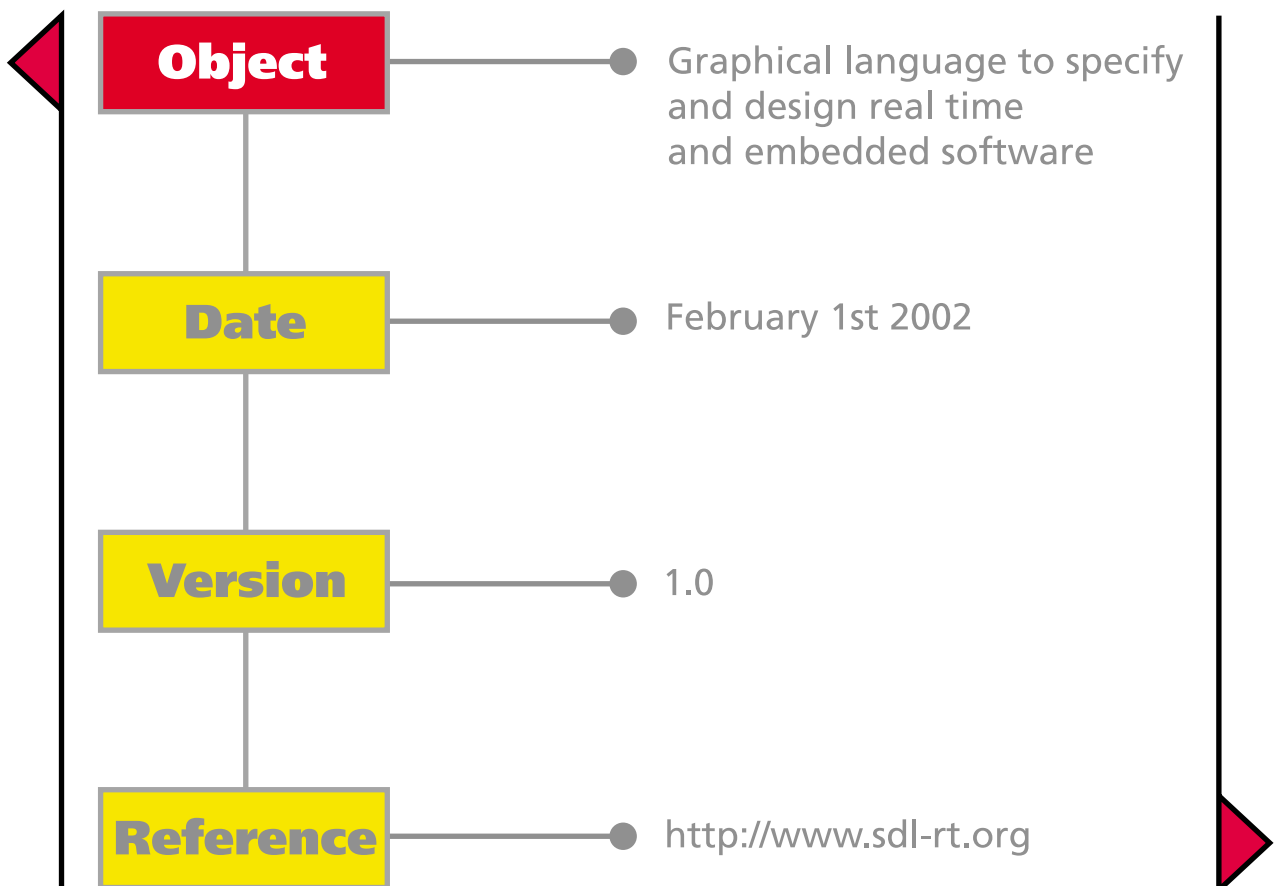 Object
Graphical language to specify
and design real time
and embedded software
Date
February 1st 2002
Version
1.0
Reference
http://www.sdl-rt.org